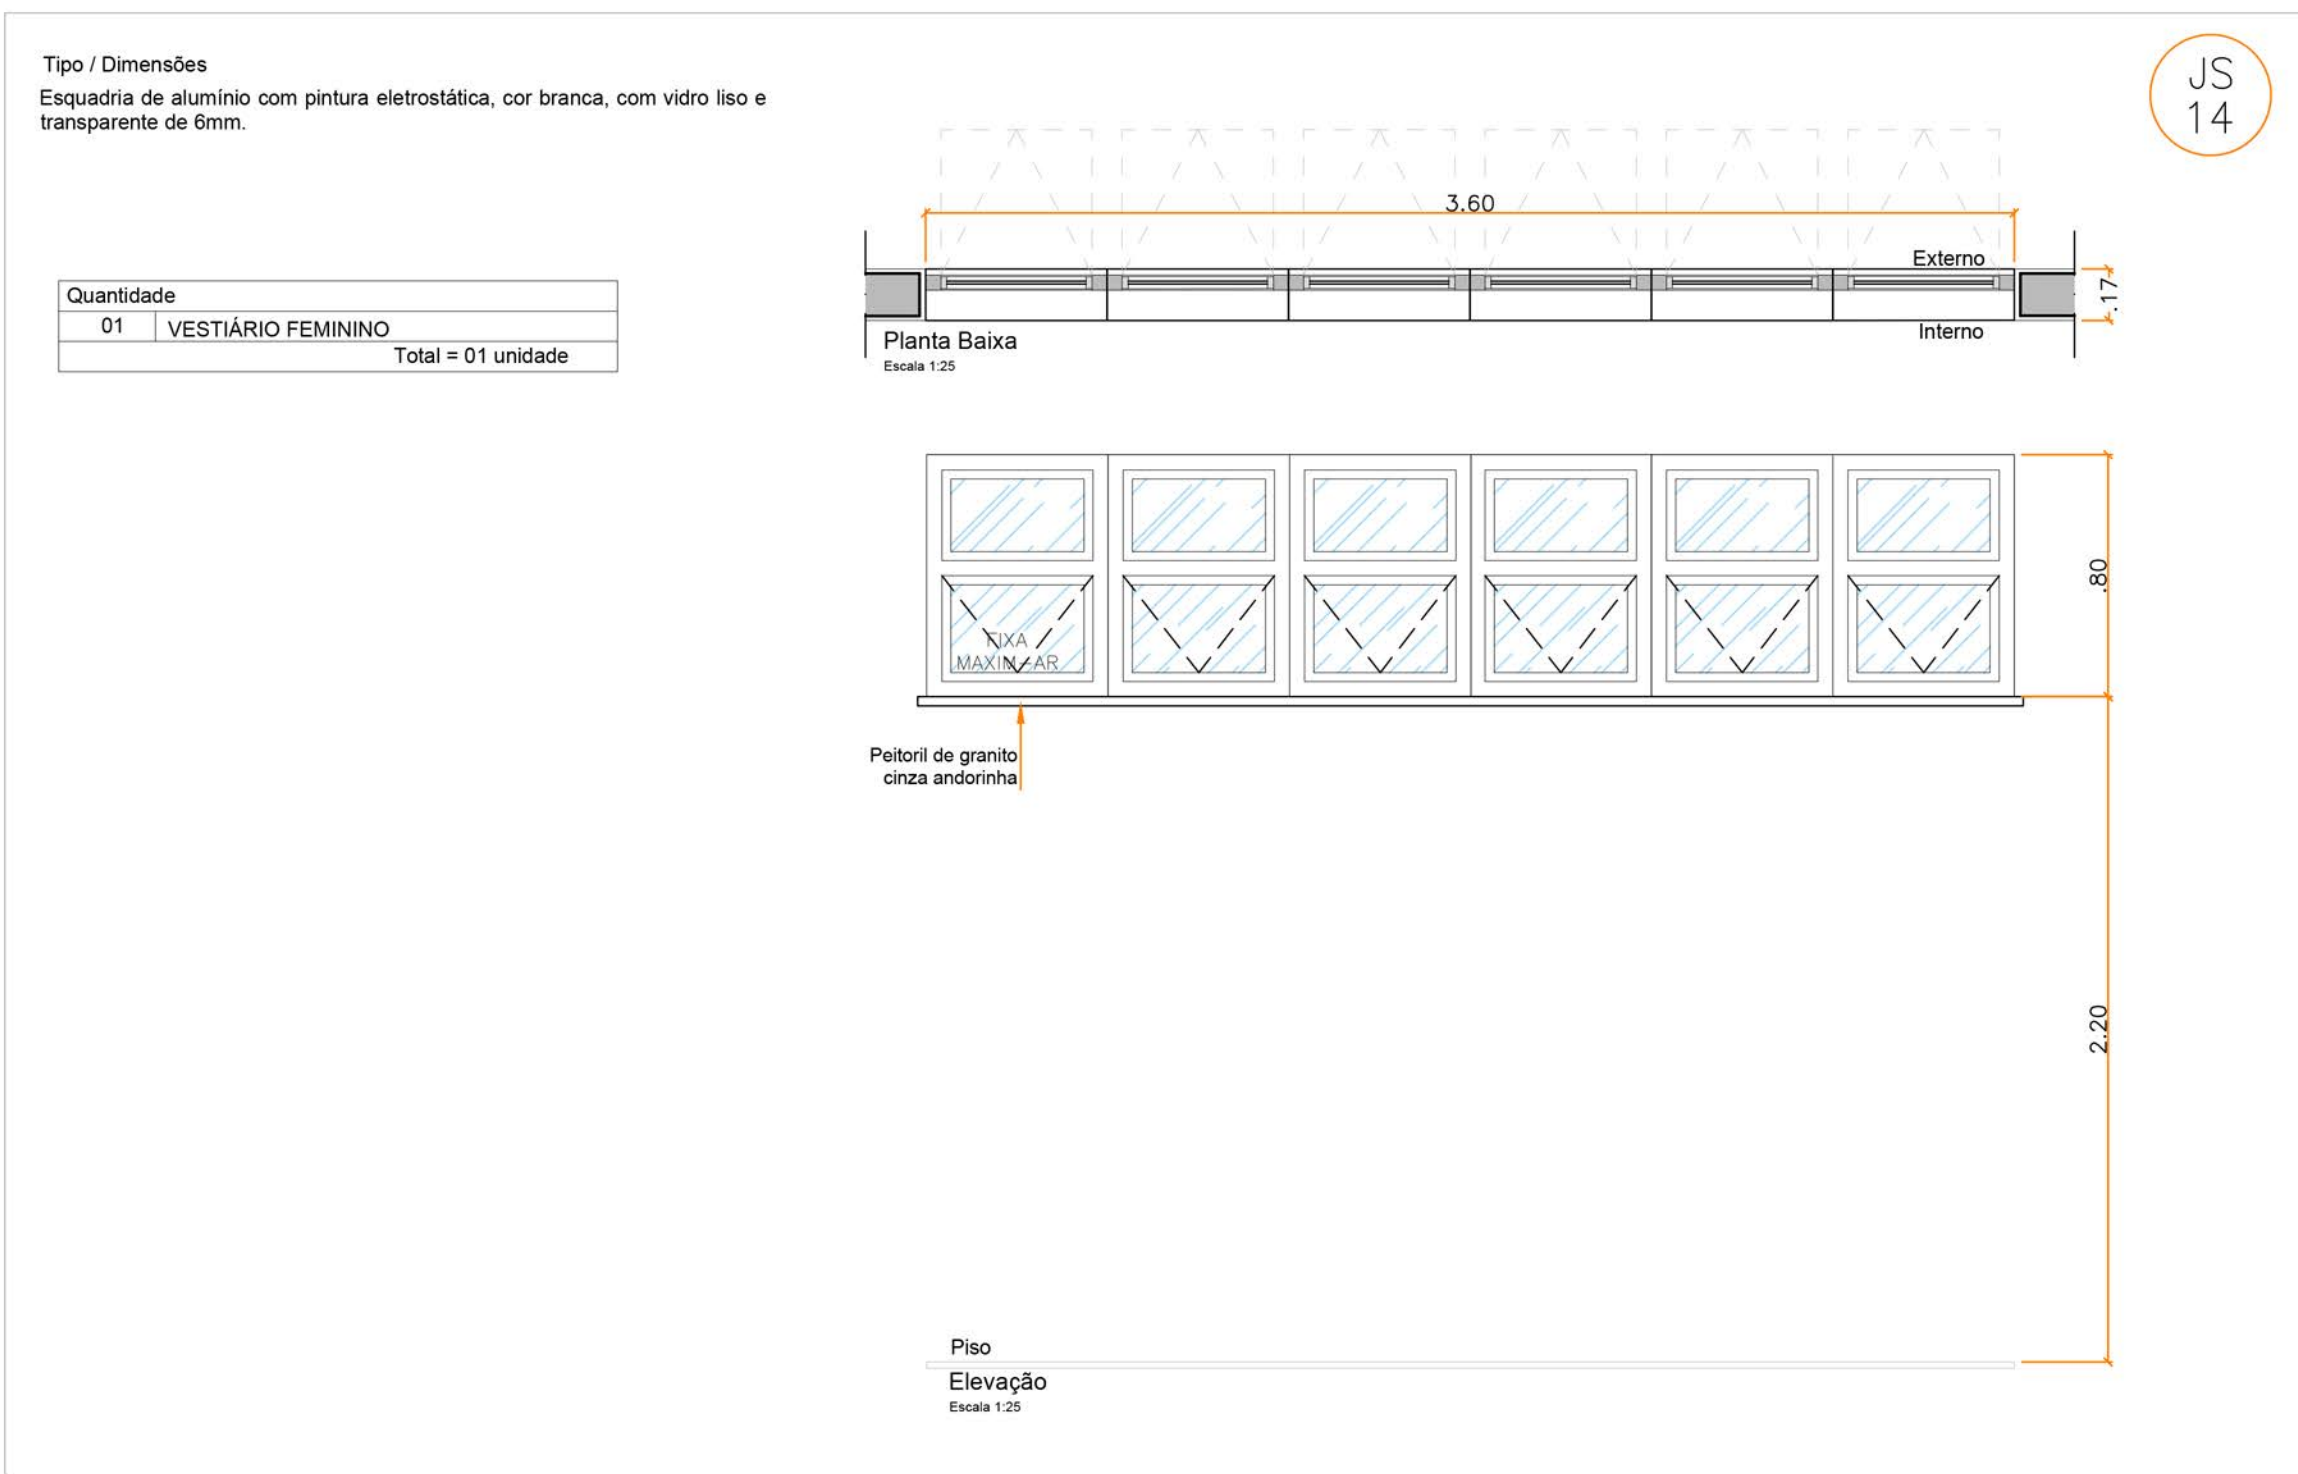 Tipo / Dimensões
Esquadria de alumínio com pintura eletrostática, cor branca, com vidro liso e
transparente de 6mm.
JS
14
Quantidade
01 VESTIÁRIO FEMININO
Total = 01 unidade
3.60
Externo
.17
Interno
Planta Baixa
Escala 1:25
FIXA
MAXIM-AR
.80
Peitoril de granito
cinza andorinha
2.20
Piso
Elevação
Escala 1:25